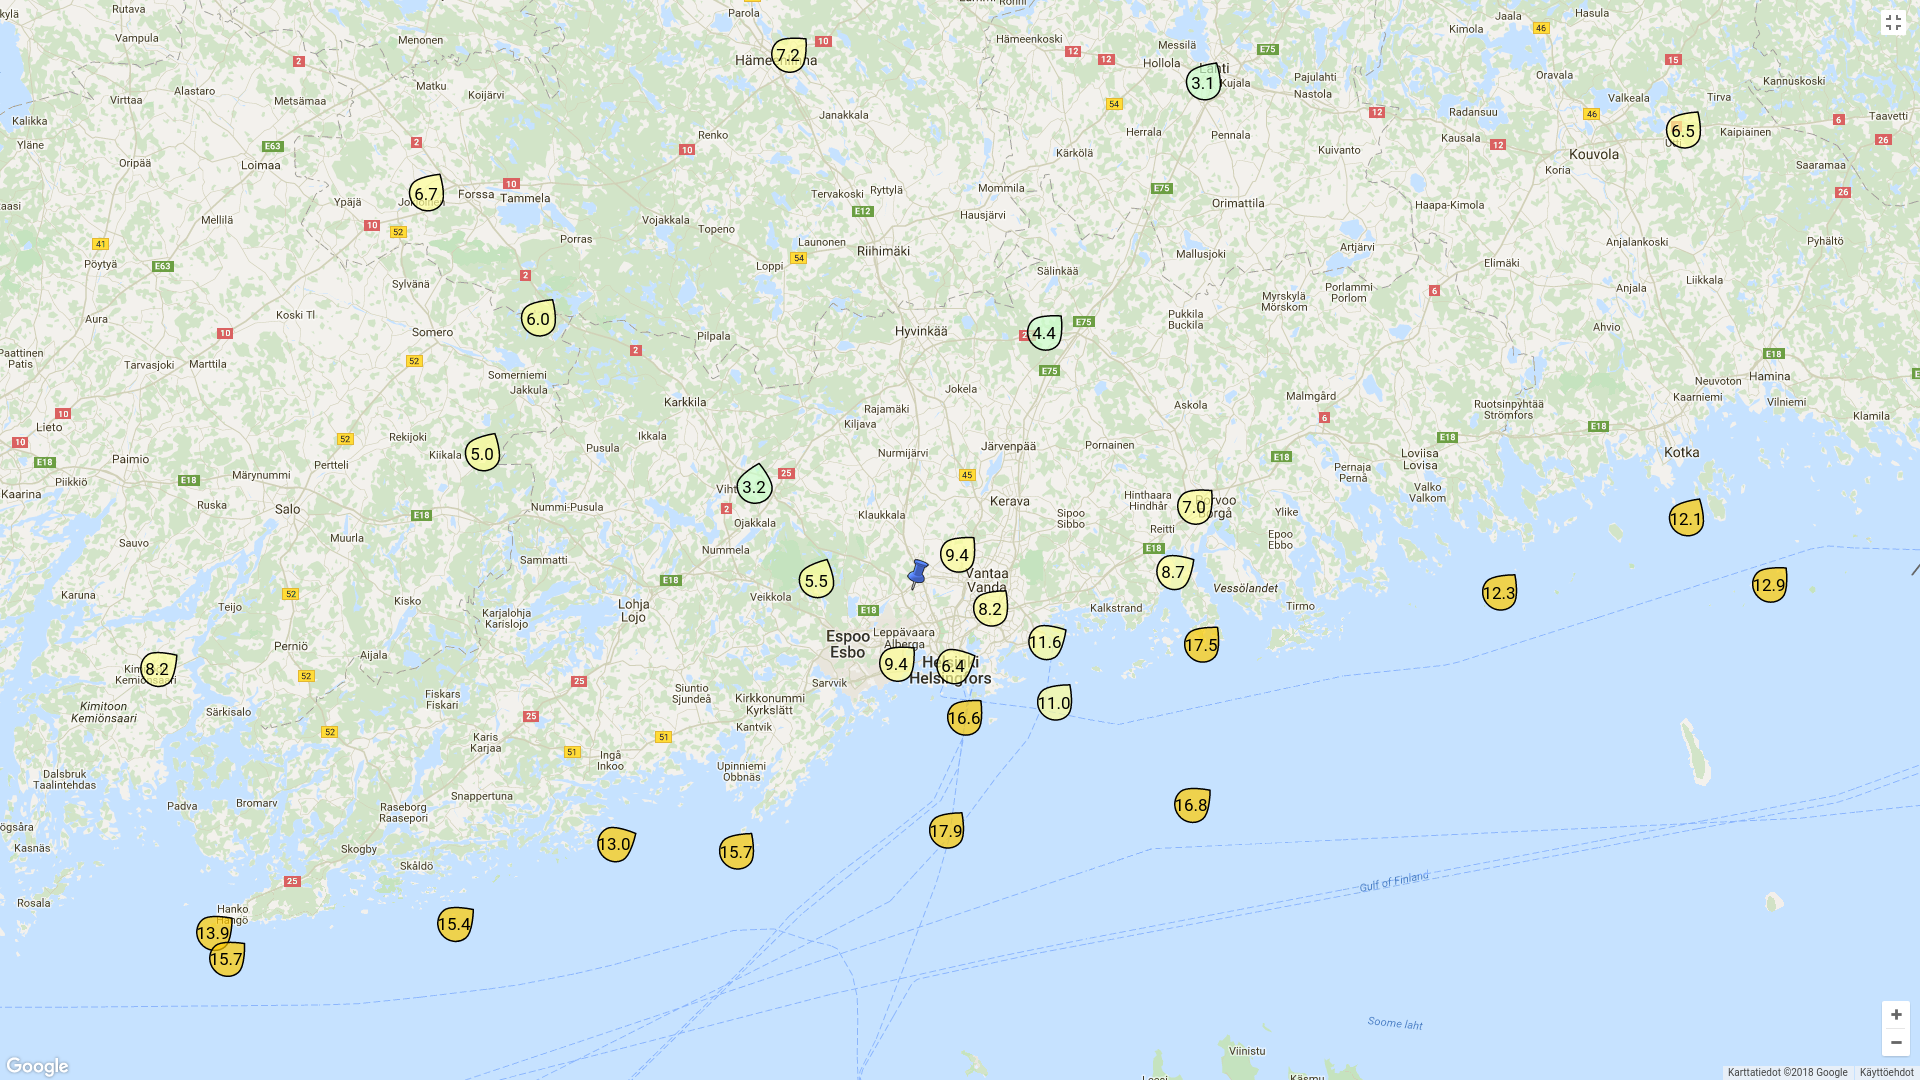 Rutava
Parola
Jaala
Hasula
Vampula
Menonen
Hämeenkoski
Messilä
Kimola
Hollola
Lahti
Kujala
Pajulahti
Nastola
Oravala
Kannuskoski
7.2
3.1
Virttaa
Alastaro
Metsämaa
Matku
Koijärvi
Janakkala
Valkeala
Tirva
Radansuu
Taavetti
Kalikka
Yläne
Oripää
Loimaa
Renko
Herrala
Pennala
Kausala
6.5
Kaipiainen
Kärkölä
Kuivanto
Kouvola
Koria
Saaramaa
Ypäjä
6.7
Forssa
Tammela
Tervakoski
Ryttylä
Mommila
Orimattila
Haapa-Kimola
Mellilä
Vojakkala
Topeno
Hausjärvi
Porras
Launonen
Riihimäki
Artjärvi
Anjalankoski
Pyhältö
Pöytyä
Loppi
Sälinkää
Mallusjoki
Elimäki
Sylvänä
Liikkala
Anjala
Porlammi
Porlom
Myrskylä
Mörskom
Koski Tl
6.0
Aura
Somero
Pilpala
Hyvinkää
4.4
Pukkila
Buckila
Ahvio
Paattinen
Patis
Tarvasjoki
Marttila
Somerniemi
Jakkula
Jokela
Neuvoton
Hamina
Kaarniemi
Vilniemi
Karkkila
Rajamäki
Kiljava
Askola
Malmgård
Ruotsinpyhtää
Strömfors
Klamila
Lieto
Rekijoki
Ikkala
Pusula
Järvenpää
Pornainen
Paimio
Pertteli
Kiikala
5.0
Nurmijärvi
Loviisa
Lovisa
Kotka
Piikkiö
Märynummi
Pernaja
Pernå
Kaarina
Ruska
Salo
3.2
Valko
Valkom
Nummi-Pusula
Klaukkala
Kerava
Hinthaara
Hindhår
7.0
Porvoo
Borgå
Ojakkala
Sipoo
Sibbo
Reitti
Ylike
12.1
Sauvo
Muurla
Nummela
Epoo
Ebbo
Sammatti
9.4
5.5
Vantaa
Vanda
8.7
Vessölandet
12.3
12.9
Karuna
Teijo
Kisko
Karjalohja
Karislojo
Lohja
Lojo
Veikkola
8.2
Kalkstrand
Tirmo
Perniö
Aijala
Espoo
Esbo
Leppävaara
Alberga
11.6
17.5
8.2
9.4
6.4
Helsinki
Helsingfors
Kimitoon
Kemiönsaari
Fiskars
Fiskari
Siuntio
Sjundeå
Sarvvik
Kirkkonummi
Kyrkslätt
11.0
Särkisalo
16.6
Kantvik
Karis
Karjaa
Ingå
Inkoo
Upinniemi
Obbnäs
Dalsbruk
Taalintehdas
Padva
Bromarv
Raseborg
Raasepori
Snappertuna
16.8
Kasnäs
Skogby
Skåldö
13.0
15.7
17.9
Gulf of Finland
Rosala
Hanko
Hangö
13.9
15.4
15.7
Soome laht
Viinistu
Käsmu
Google
Karttatiedot ©2018 Google
Käyttöehdot